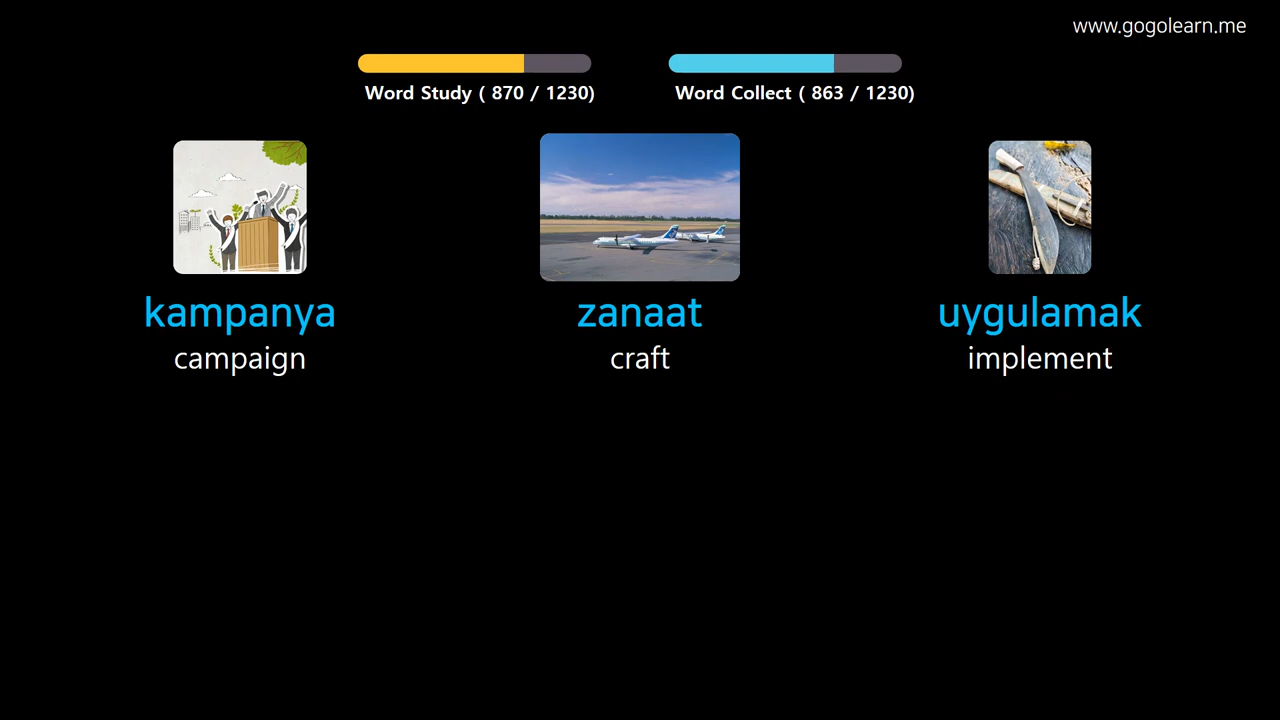 www.gogolearn.me
Word Study ( 870 / 1230)
Word Collect ( 863 / 1230)
kampanya
campaign
zanaat
craft
uygulamak
implement